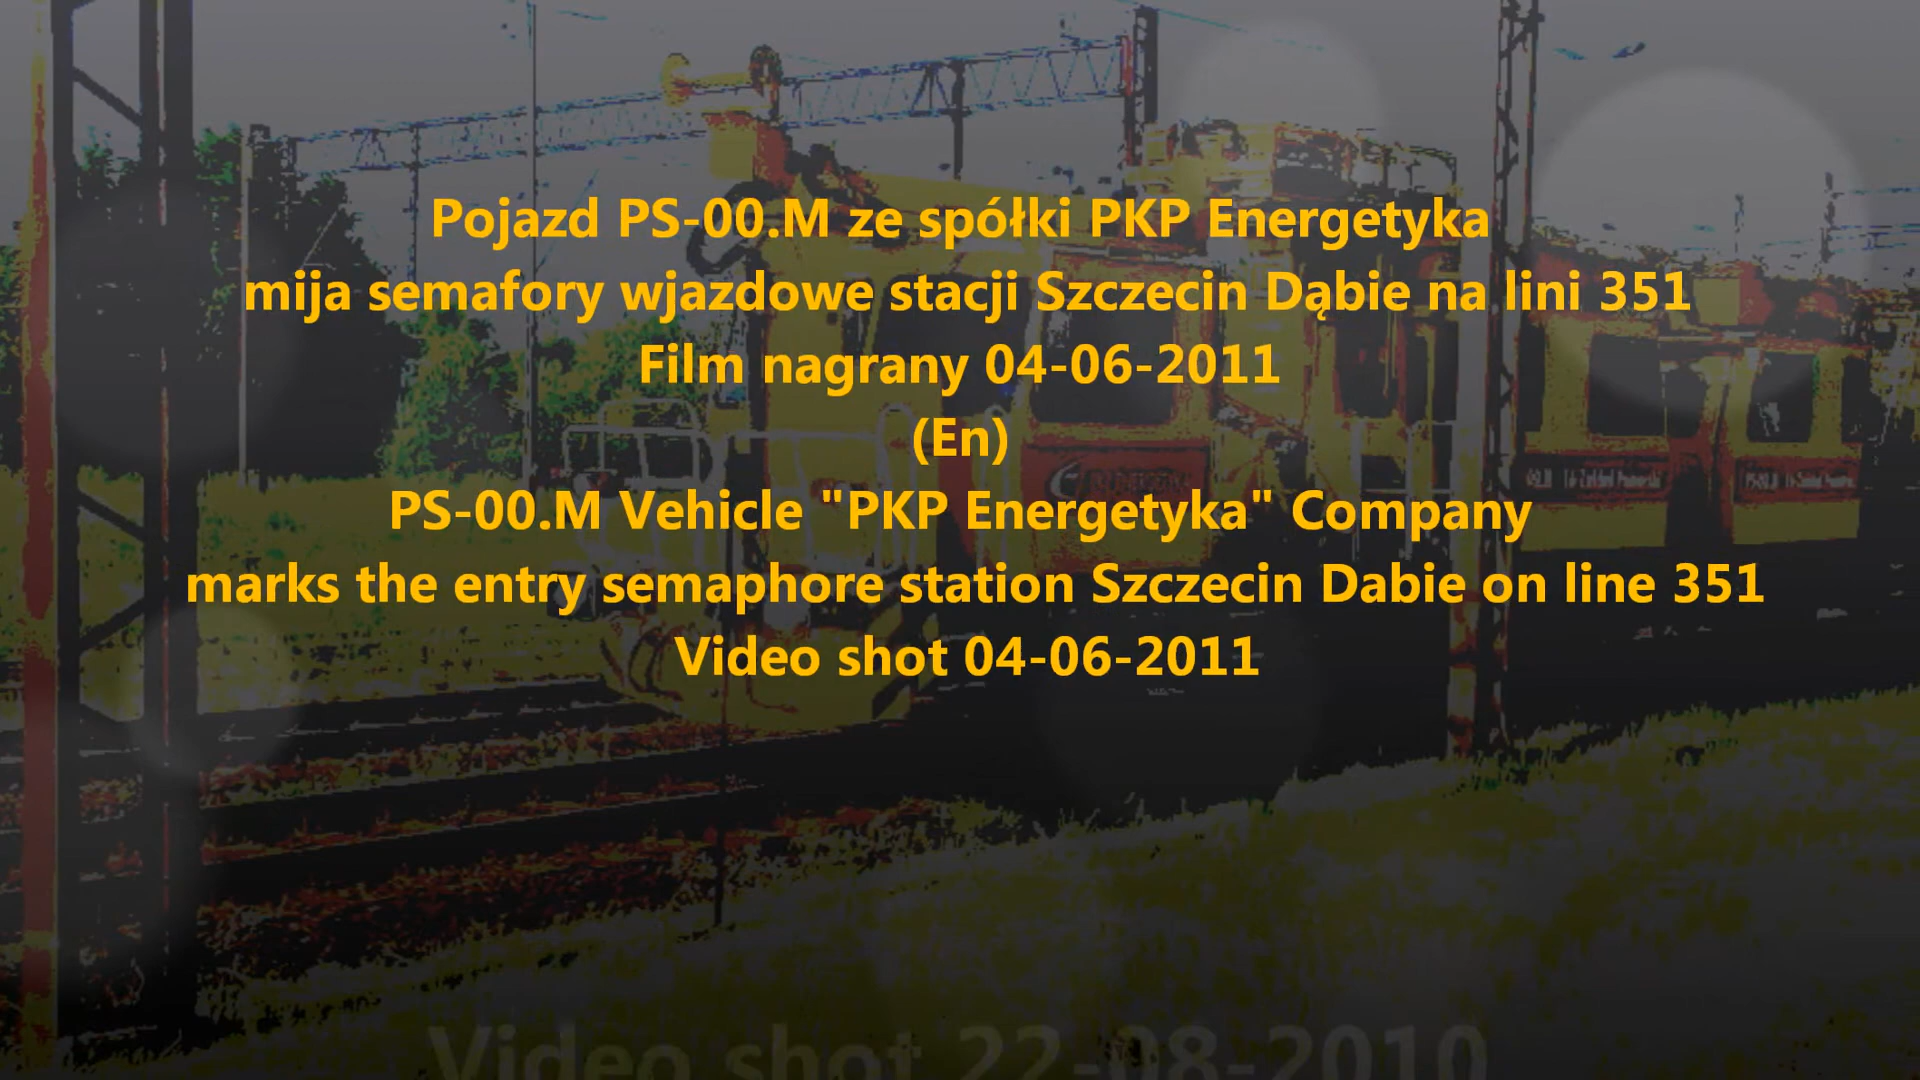 Pojazd PS-00.M ze spółki PKP Energetyka
mija semafory wjazdowe stacji Szczecin Dąbie na lini 351
Film nagrany 04-06-2011
(En)
PS-00.M Vehicle "PKP Energetyka" Company
marks the entry semaphore station Szczecin Dabie on line 351
Video shot 04-06-2011
Video shot 22-08-2010